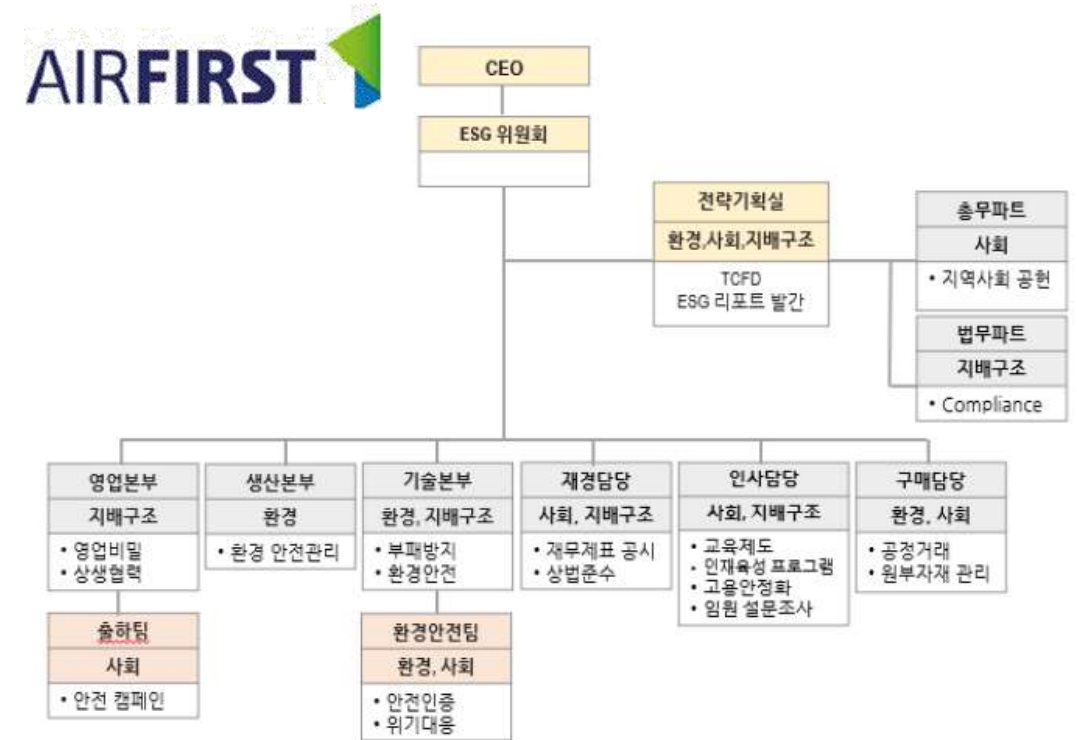 AIRFIRST
CEO
ESG 위원회
전략기획실
환경,사회,지배구조
TCFD
ESG 리포트 발간
총무파트
사회
• 지역사회 공헌
법무파트
지배구조
• Compliance
영업본부
지배구조
• 영업비밀
• 상생협력
생산본부
환경
• 환경 안전관리
기술본부
환경, 지배구조
• 부패방지
• 환경안전
재경담당
사회, 지배구조
• 재무제표 공시
• 상법준수
인사담당
사회, 지배구조
• 교육제도
• 인재육성 프로그램
• 고용안정화
• 임원 설문조사
구매담당
환경, 사회
• 공정거래
• 원부자재 관리
출하팀
사회
• 안전 캠페인
환경안전팀
환경, 사회
• 안전인증
• 위기대응